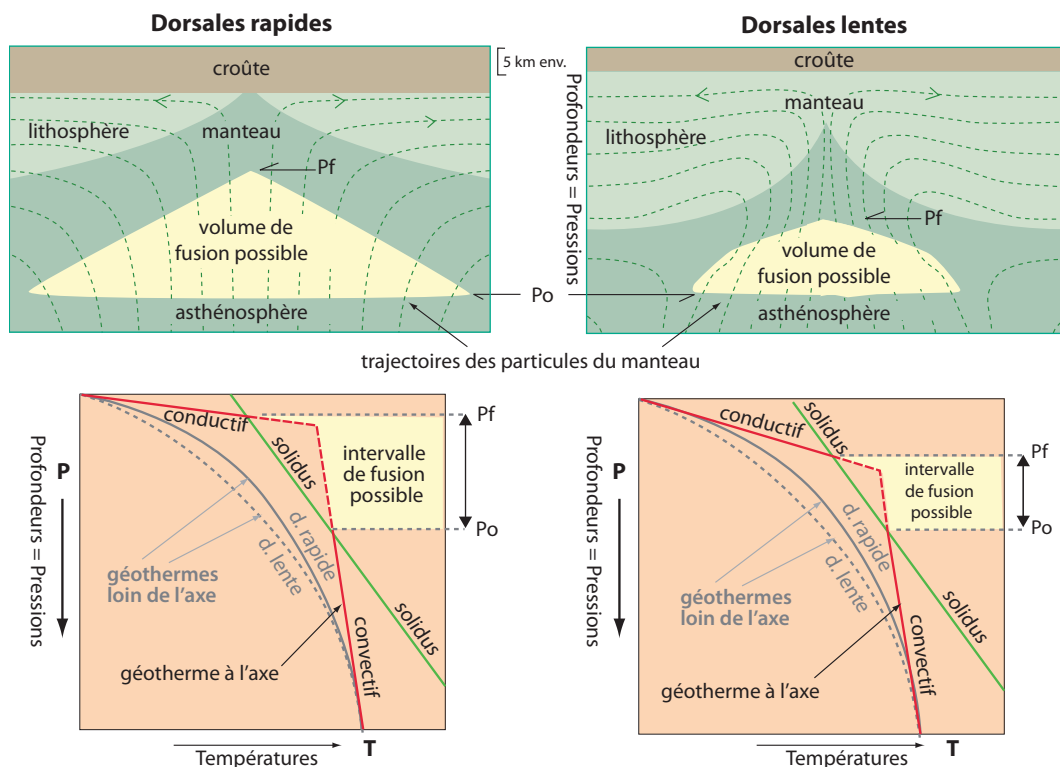 Dorsales rapides
croûte
5 km env.
lithosphère
manteau
Pf
volume de
fusion possible
Po
asthénosphère
Profondeurs = Pressions
Dorsales lentes
croûte
manteau
lithosphère
Pf
volume de
fusion possible
asthénosphère
trajectoires des particules du manteau
Profondeurs = Pressions
P
conductif
solidus
intervalle
de fusion
possible
Pf
Po
géothermes
loin de l'axe
d. rapide
d. lente
solidus
géotherme à l'axe
convectif
Températures
T
Profondeurs = Pressions
P
conductif
solidus
intervalle
de fusion
possible
Pf
Po
géothermes
loin de l'axe
d. rapide
d. lente
solidus
géotherme à l'axe
convectif
Températures
T